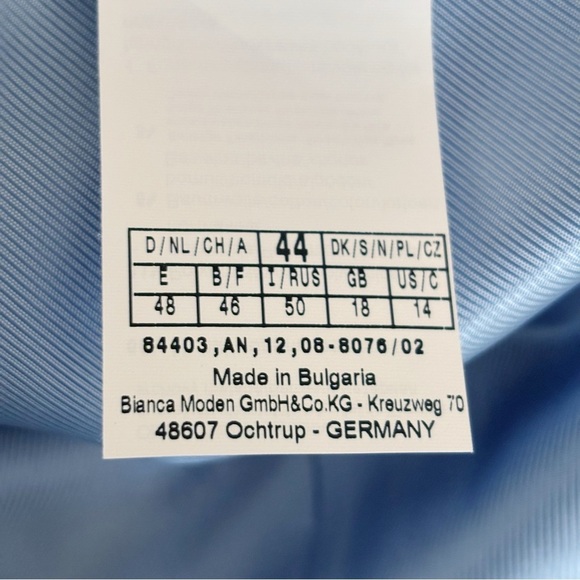 D/NL/CH/A 44 DK/S/N/PL/CZ
E B/F I/RUS GB US/C
48 46 50 18 14
84403,AN,12,08-8076/02
Made in Bulgaria
Bianca Moden GmbH&Co.KG - Kreuzweg 70
48607 Ochtrup - GERMANY